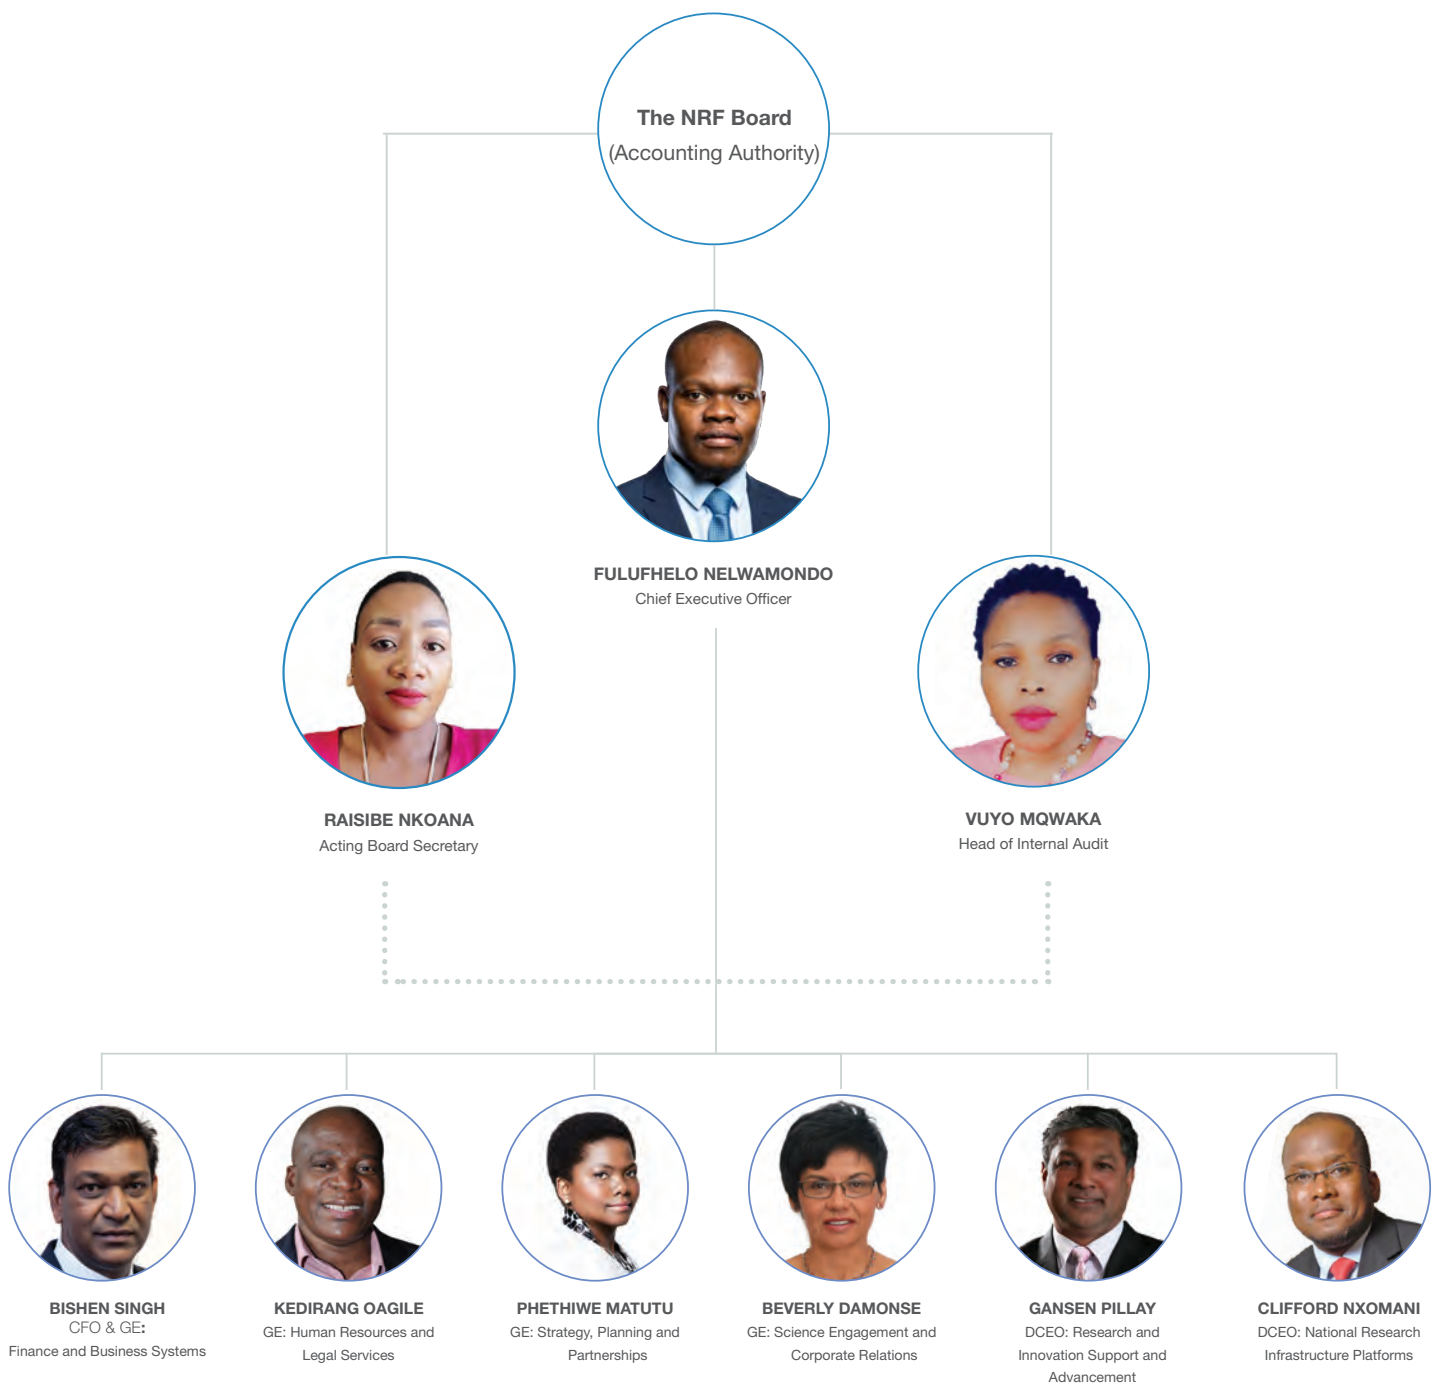 The NRF Board
(Accounting Authority)
FULUFHELO NELWAMONDO
Chief Executive Officer
RAISIBE NKOANA
Acting Board Secretary
VUYO MQWAKA
Head of Internal Audit
BISHEN SINGH
CFO & GE:
Finance and Business Systems
KEDIRANG OAGILE
GE: Human Resources and
Legal Services
PHETHIWE MATUTU
GE: Strategy, Planning and
Partnerships
BEVERLY DAMONSE
GE: Science Engagement and
Corporate Relations
GANSEN PILLAY
DCEO: Research and
Innovation Support and
Advancement
CLIFFORD NXOMANI
DCEO: National Research
Infrastructure Platforms